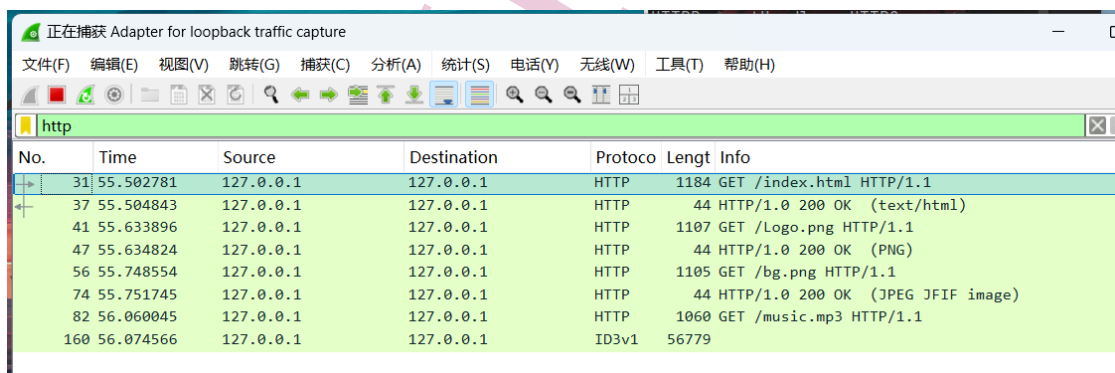 正在捕获 Adapter for loopback traffic capture
文件(F) 编辑(E) 视图(V) 跳转(G) 捕获(C) 分析(A) 统计(S) 电话(Y) 无线(W) 工具(T) 帮助(H)
http
No. Time Source Destination Protoco Lengt Info
31 55.502781 127.0.0.1 127.0.0.1 HTTP 1184 GET /index.html HTTP/1.1
37 55.504843 127.0.0.1 127.0.0.1 HTTP 44 HTTP/1.0 200 OK (text/html)
41 55.633896 127.0.0.1 127.0.0.1 HTTP 1107 GET /Logo.png HTTP/1.1
47 55.634824 127.0.0.1 127.0.0.1 HTTP 44 HTTP/1.0 200 OK (PNG)
56 55.748554 127.0.0.1 127.0.0.1 HTTP 1105 GET /bg.png HTTP/1.1
74 55.751745 127.0.0.1 127.0.0.1 HTTP 44 HTTP/1.0 200 OK (JPEG JFIF image)
82 56.060045 127.0.0.1 127.0.0.1 HTTP 1060 GET /music.mp3 HTTP/1.1
160 56.074566 127.0.0.1 127.0.0.1 ID3v1 56779